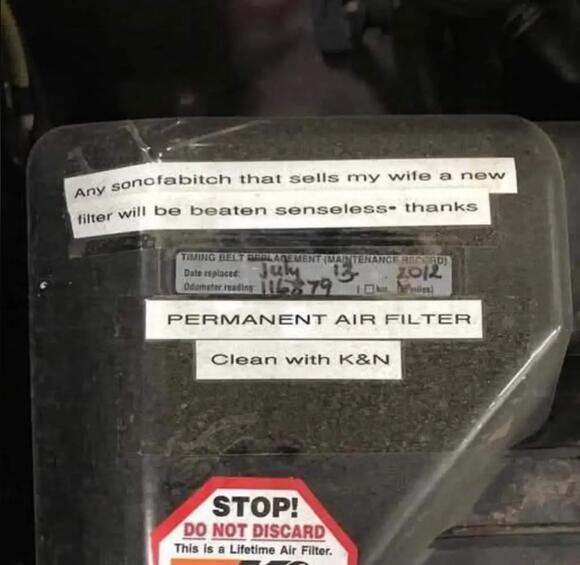 Any sonofabitch that sells my wife a new
filter will be beaten senseless- thanks
TIMING BELT REPLACEMENT (MAINTENANCE RECORD)
Date replaced: July 13 2012
Odometer reading 116879 km miles)
PERMANENT AIR FILTER
Clean with K&N
STOP!
DO NOT DISCARD
This is a Lifetime Air Filter.